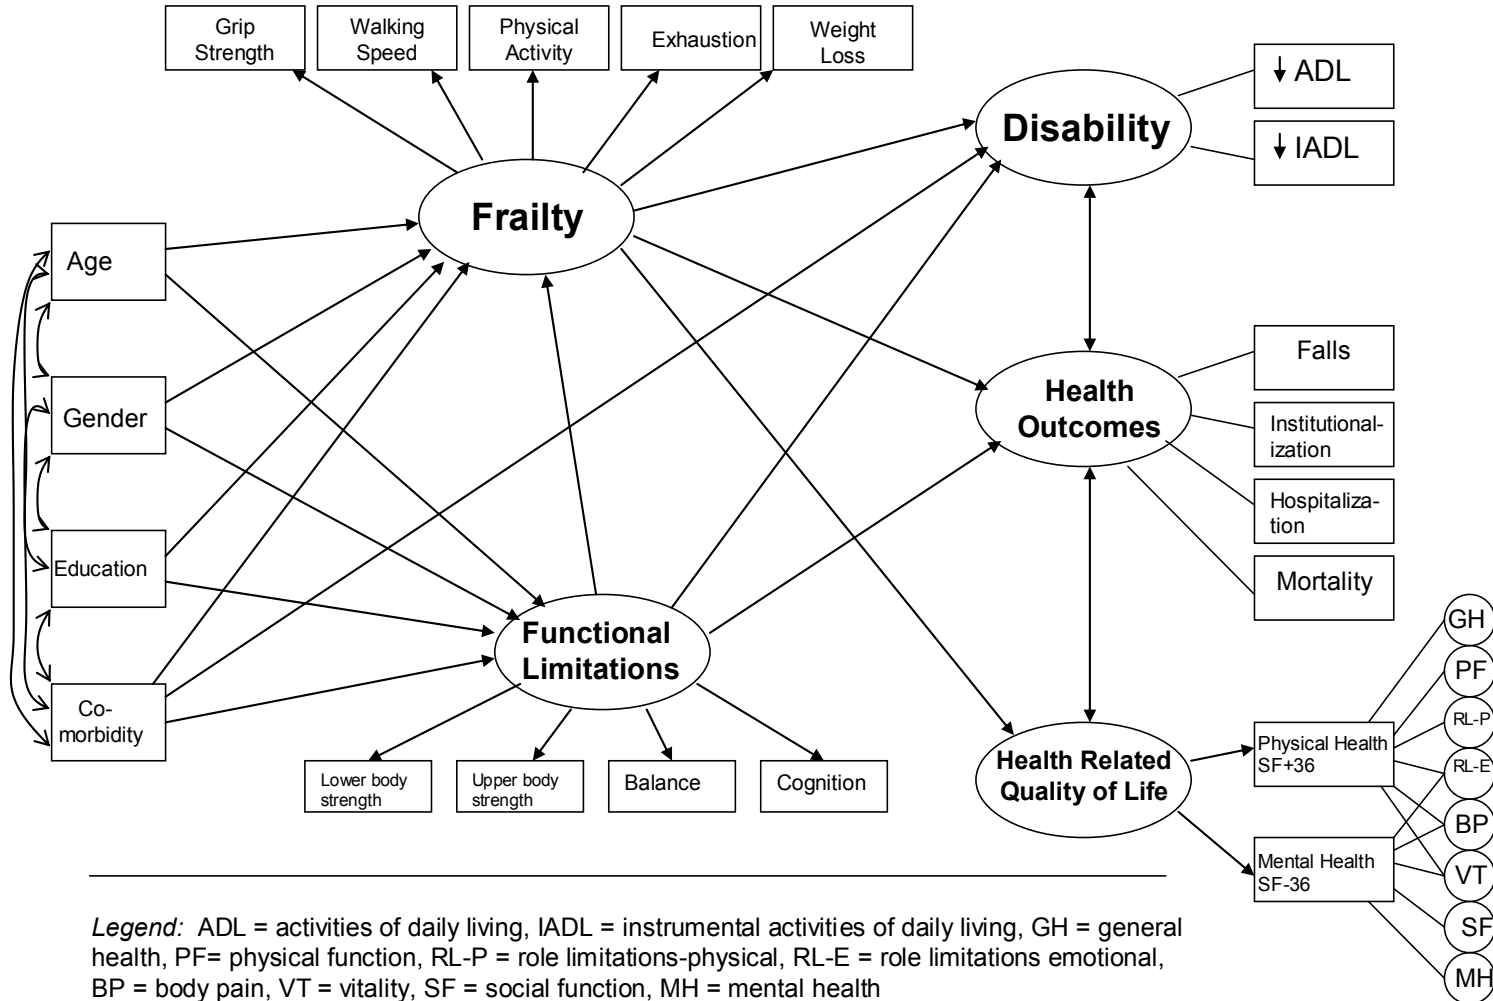 Grip
Strength
Walking
Speed
Physical
Activity
Exhaustion
Weight
Loss
Disability
↓ ADL
↓ IADL
Frailty
Age
Gender
Education
Co-
morbidity
Health
Outcomes
Falls
Institutional-
ization
Hospitaliza-
tion
Mortality
Functional
Limitations
Lower body
strength
Upper body
strength
Balance
Cognition
Health Related
Quality of Life
Physical Health
SF+36
Mental Health
SF-36
GH
PF
RL-P
RL-E
BP
VT
SF
MH
Legend: ADL = activities of daily living, IADL = instrumental activities of daily living, GH = general
health, PF= physical function, RL-P = role limitations-physical, RL-E = role limitations emotional,
BP = body pain, VT = vitality, SF = social function, MH = mental health